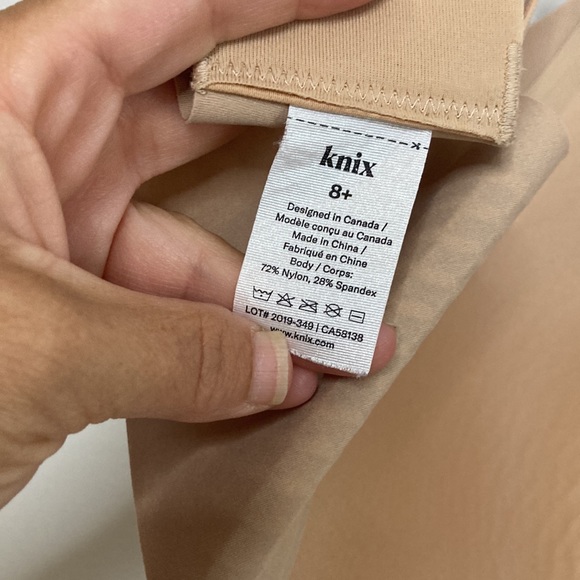 knix
8+
Designed in Canada /
Modèle conçu au Canada
Made in China /
Fabriqué en Chine
Body / Corps:
72% Nylon, 28% Spandex
LOT# 2019-349 | CA58138
www.knix.com